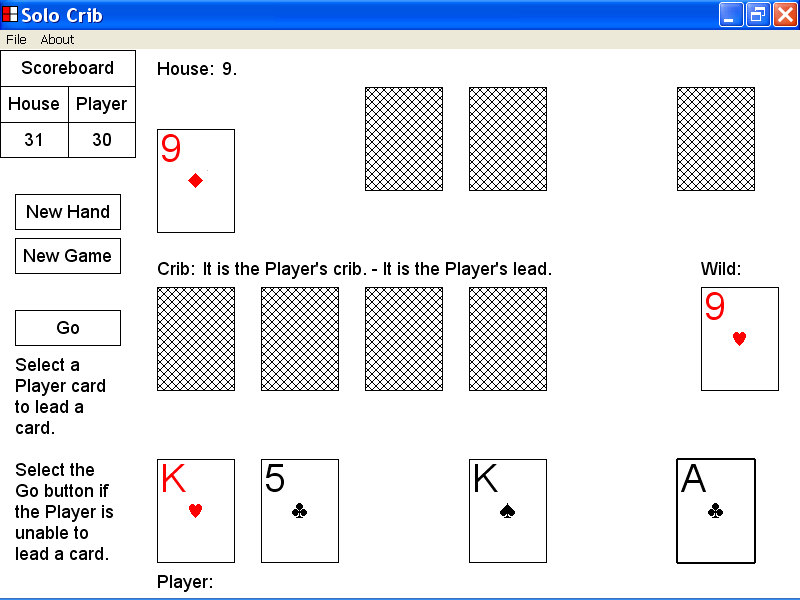 Solo Crib
File About
Scoreboard
House Player
31 30
House: 9.
9
New Hand
New Game
Crib: It is the Player's crib. - It is the Player's lead.
Wild:
9
Go
Select a
Player card
to lead a
card.
Select the
Go button if
the Player is
unable to
lead a card.
K 5 K A
Player: